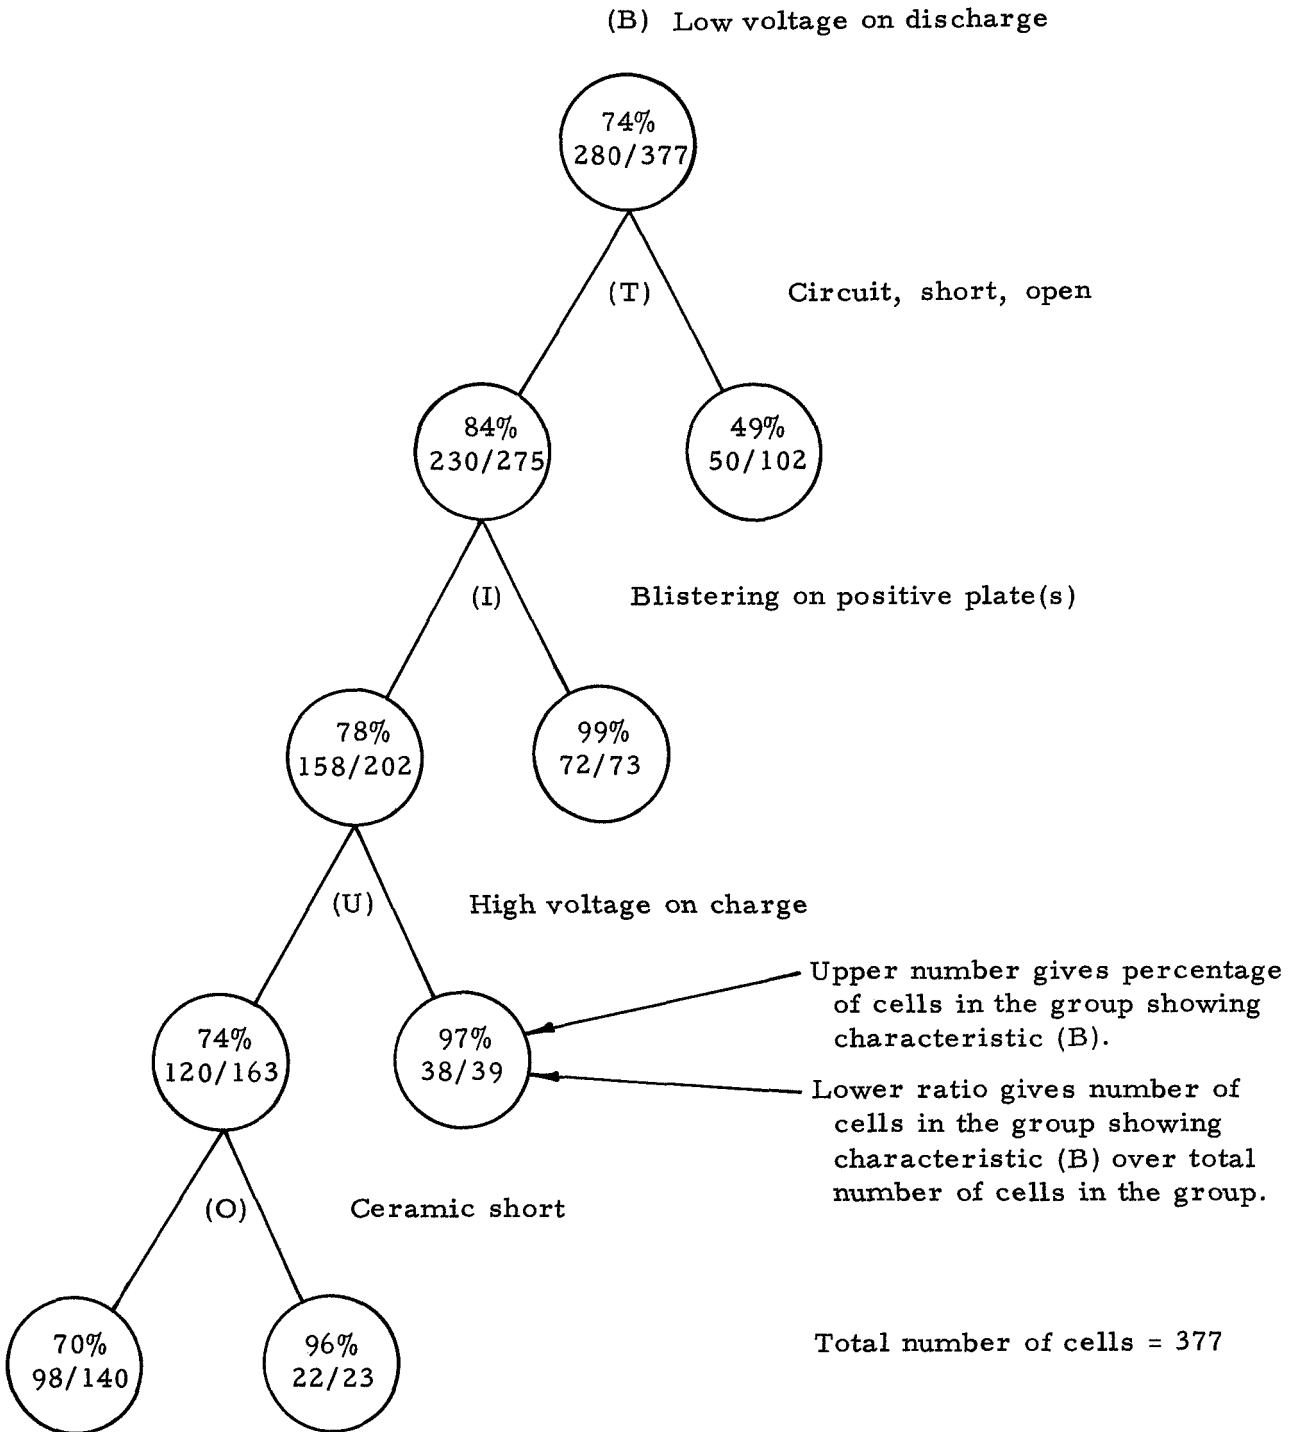 (B) Low voltage on discharge
74%
280/377
(T)
Circuit, short, open
84%
230/275
49%
50/102
(I)
Blistering on positive plate(s)
78%
158/202
99%
72/73
(U)
High voltage on charge
Upper number gives percentage
of cells in the group showing
characteristic (B).
74%
120/163
97%
38/39
Lower ratio gives number of
cells in the group showing
characteristic (B) over total
number of cells in the group.
(O)
Ceramic short
70%
98/140
96%
22/23
Total number of cells = 377